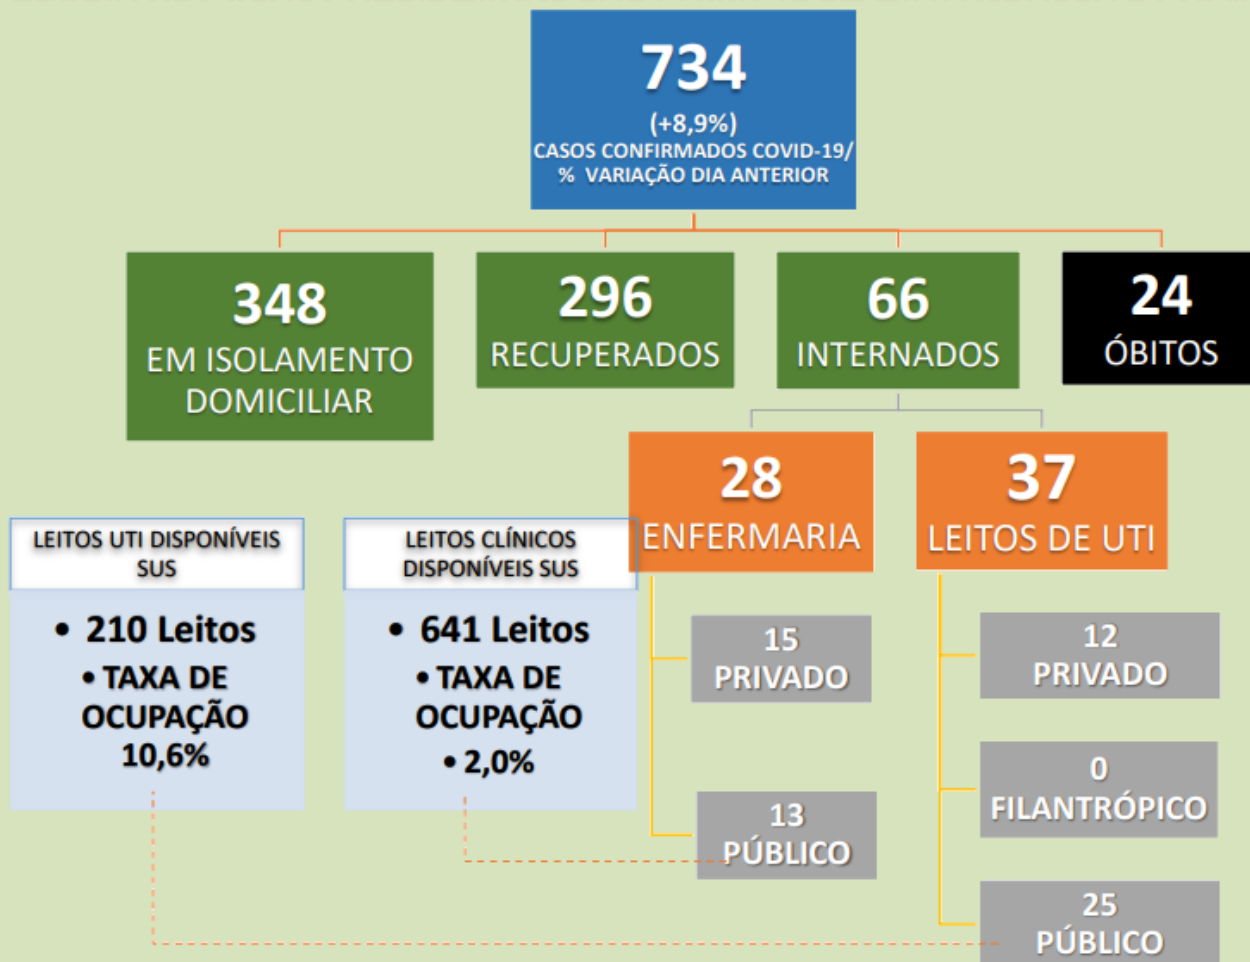 734
(+8,9%)
CASOS CONFIRMADOS COVID-19/
% VARIAÇÃO DIA ANTERIOR
348
EM ISOLAMENTO
DOMICILIAR
296
RECUPERADOS
66
INTERNADOS
24
ÓBITOS
28
ENFERMARIA
37
LEITOS DE UTI
LEITOS UTI DISPONÍVEIS
SUS
• 210 Leitos
• TAXA DE
OCUPAÇÃO
10,6%
LEITOS CLÍNICOS
DISPONÍVEIS SUS
• 641 Leitos
• TAXA DE
OCUPAÇÃO
• 2,0%
15
PRIVADO
13
PÚBLICO
12
PRIVADO
0
FILANTRÓPICO
25
PÚBLICO